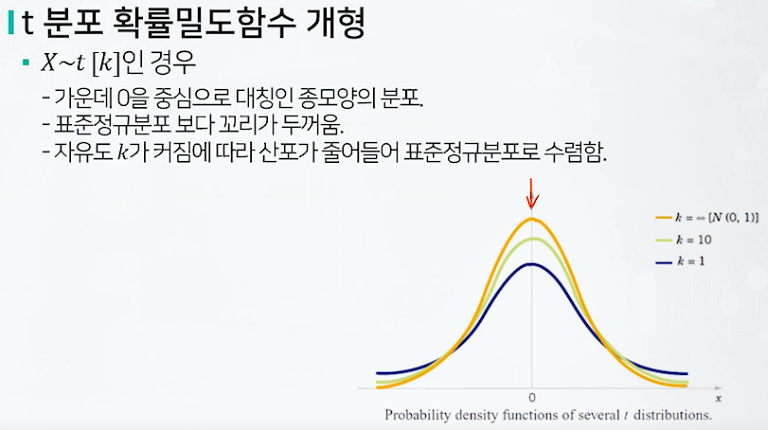 t 분포 확률밀도함수 개형
▪ X~t [k]인 경우
- 가운데 0을 중심으로 대칭인 종모양의 분포.
- 표준정규분포 보다 꼬리가 두꺼움.
- 자유도 k가 커짐에 따라 산포가 줄어들어 표준정규분포로 수렴함.
k = ∞ [N (0, 1)]
k = 10
k = 1
0
x
Probability density functions of several t distributions.